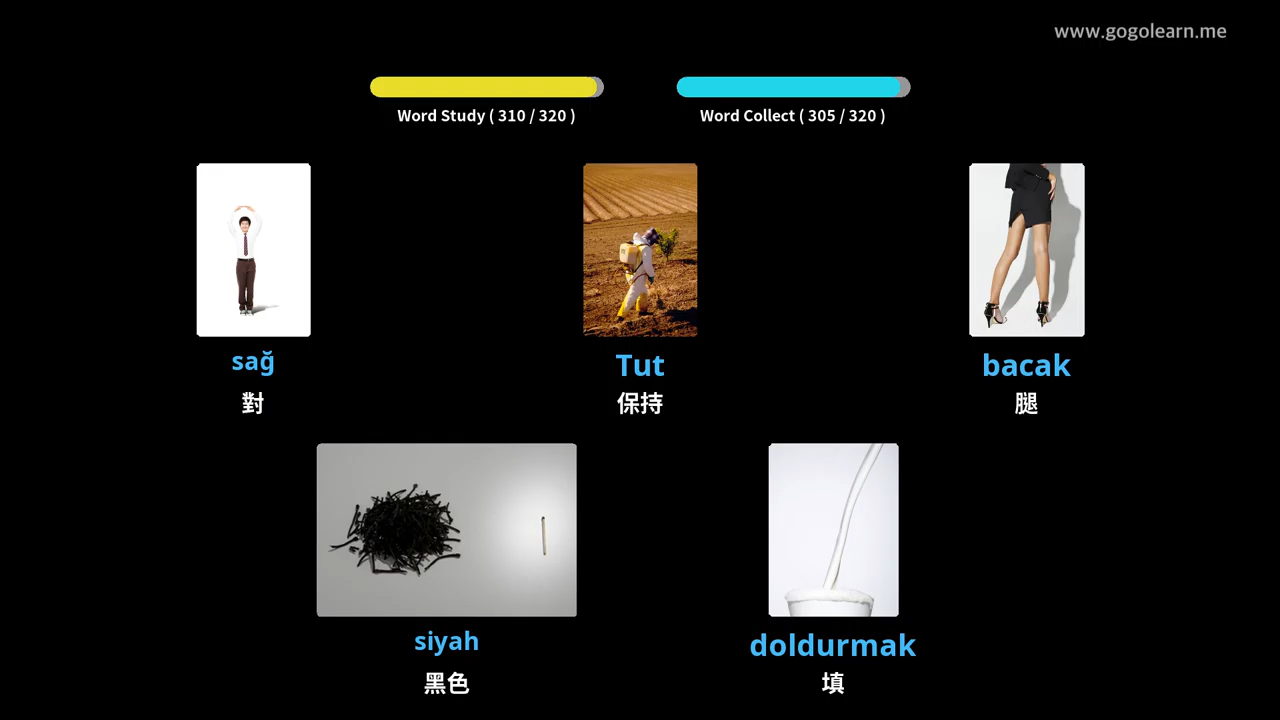 www.gogolearn.me
Word Study ( 310 / 320 )
Word Collect ( 305 / 320 )
sağ
對
Tut
保持
bacak
腿
siyah
黑色
doldurmak
填